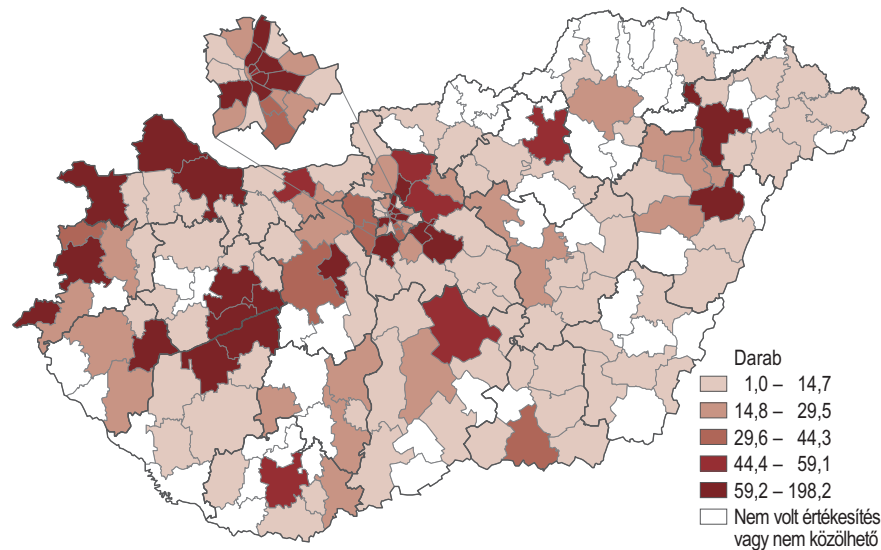 Darab
1,0 – 14,7
14,8 – 29,5
29,6 – 44,3
44,4 – 59,1
59,2 – 198,2
Nem volt értékesítés
vagy nem közölhető